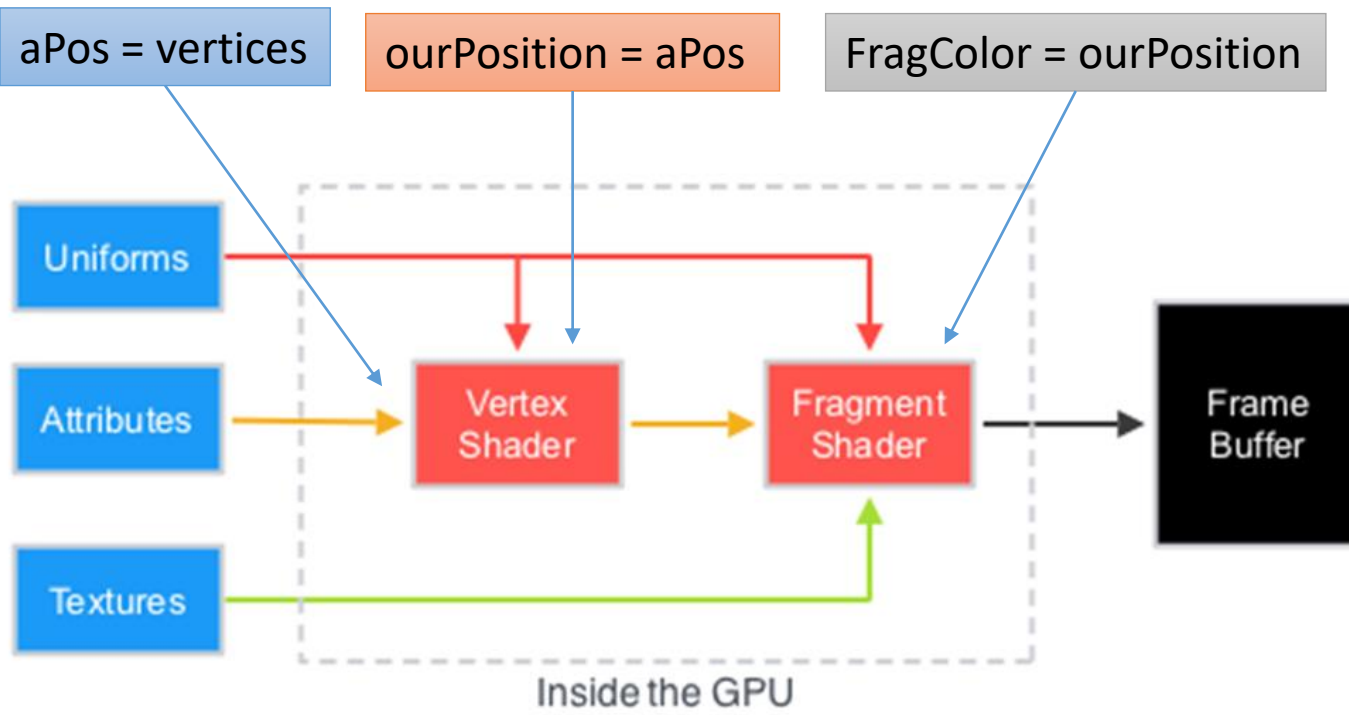 aPos = vertices
ourPosition = aPos
FragColor = ourPosition
Uniforms
Attributes
Vertex
Shader
Fragment
Shader
Frame
Buffer
Textures
Inside the GPU